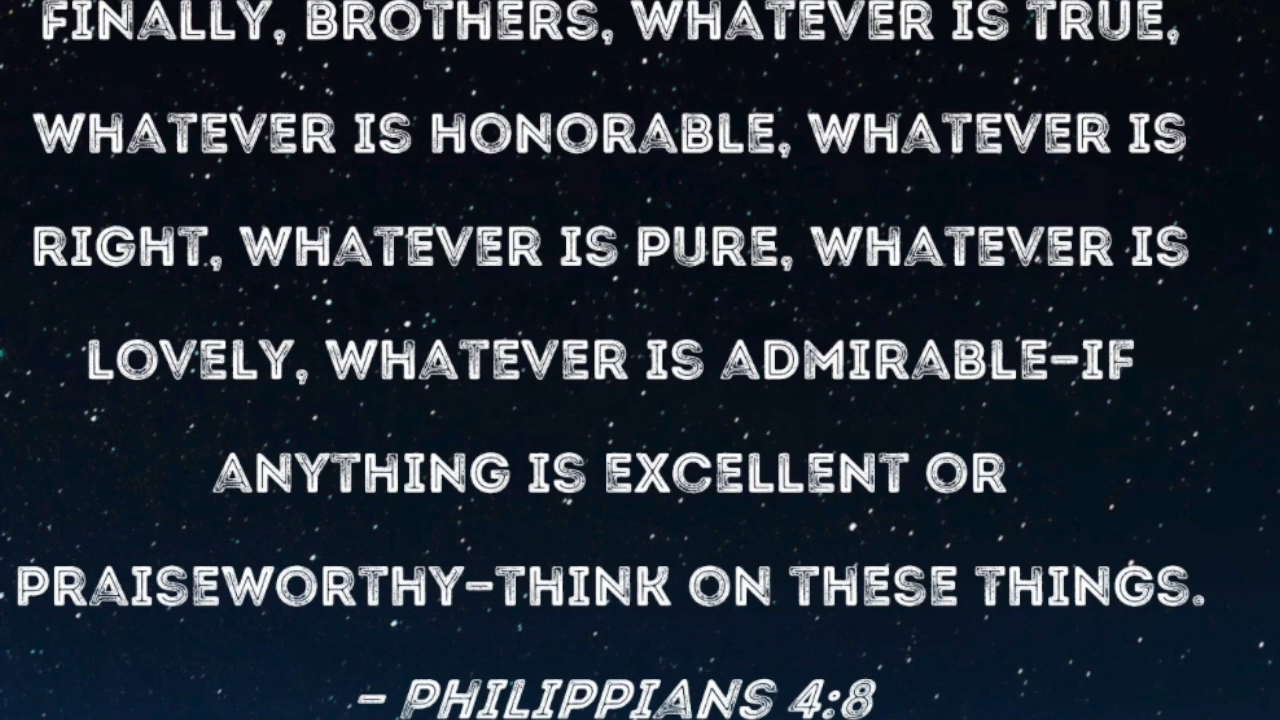 FINALLY, BROTHERS, WHATEVER IS TRUE,
WHATEVER IS HONORABLE, WHATEVER IS
RIGHT, WHATEVER IS PURE, WHATEVER IS
LOVELY, WHATEVER IS ADMIRABLE–IF
ANYTHING IS EXCELLENT OR
PRAISEWORTHY–THINK ON THESE THINGS.
– PHILIPPIANS 4:8